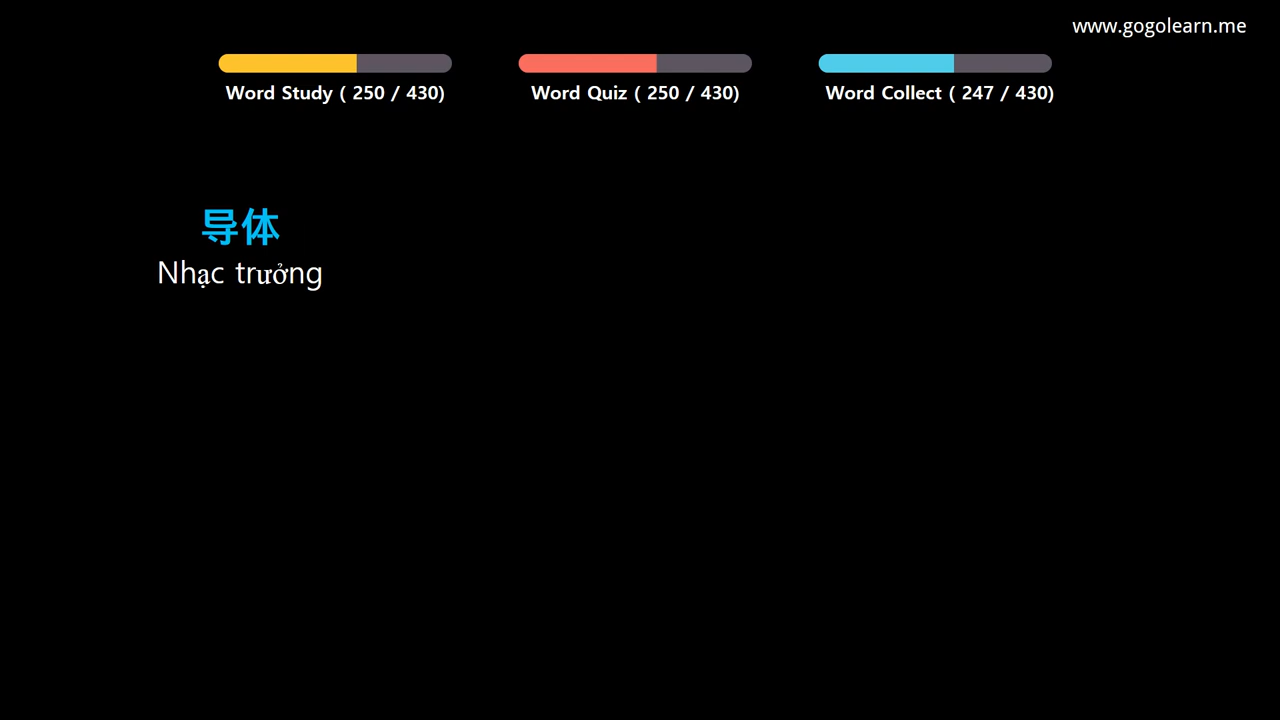 www.gogolearn.me
Word Study ( 250 / 430)
Word Quiz ( 250 / 430)
Word Collect ( 247 / 430)
导体
Nhạc trưởng